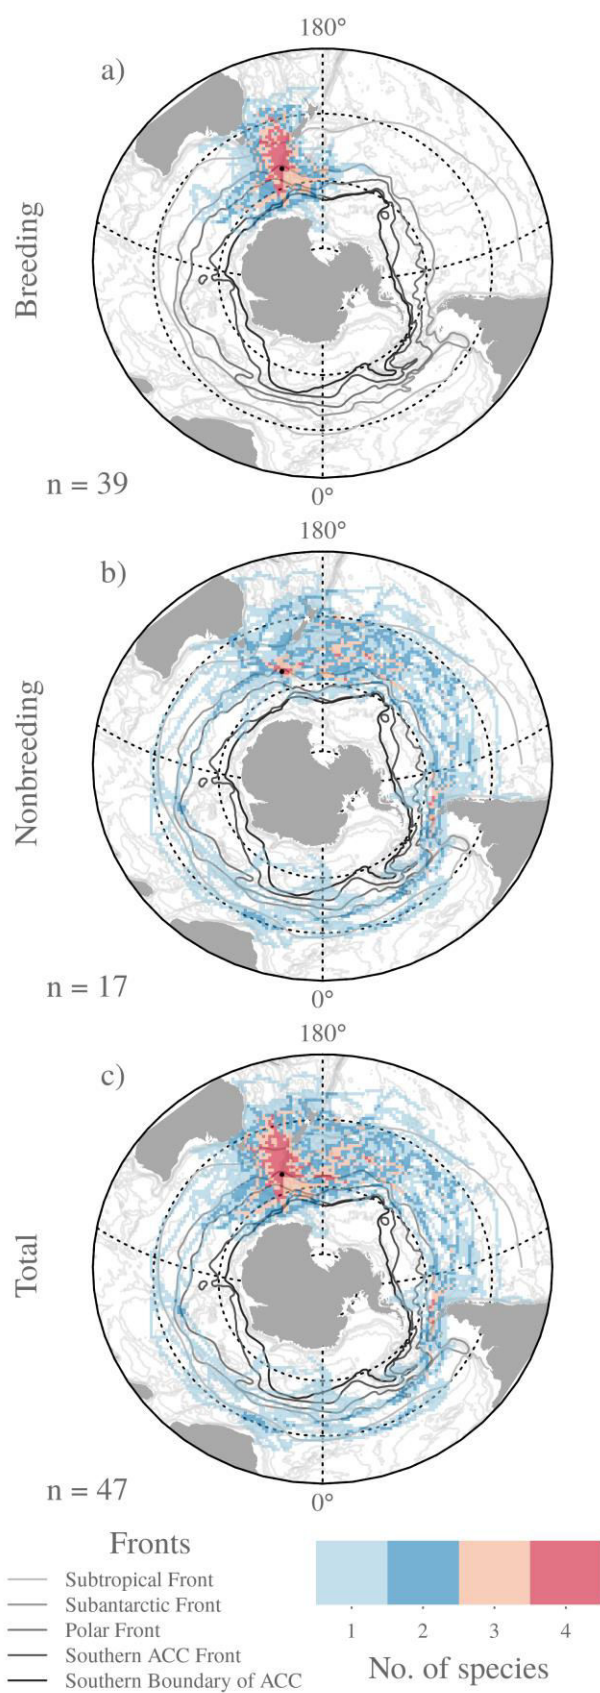 180°
a)
Breeding
n = 39
0°
180°
b)
Nonbreeding
n = 17
0°
180°
c)
Total
n = 47
0°
Fronts
Subtropical Front
Subantarctic Front
Polar Front
Southern ACC Front
Southern Boundary of ACC
1 2 3 4
No. of species